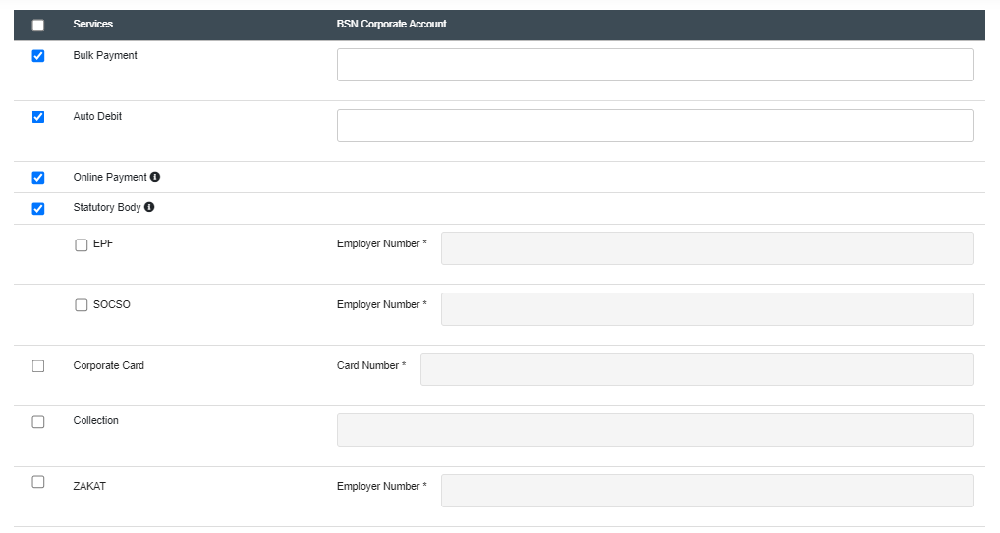 Services BSN Corporate Account
Bulk Payment
Auto Debit
Online Payment
Statutory Body
EPF Employer Number *
SOCSO Employer Number *
Corporate Card Card Number *
Collection
ZAKAT Employer Number *